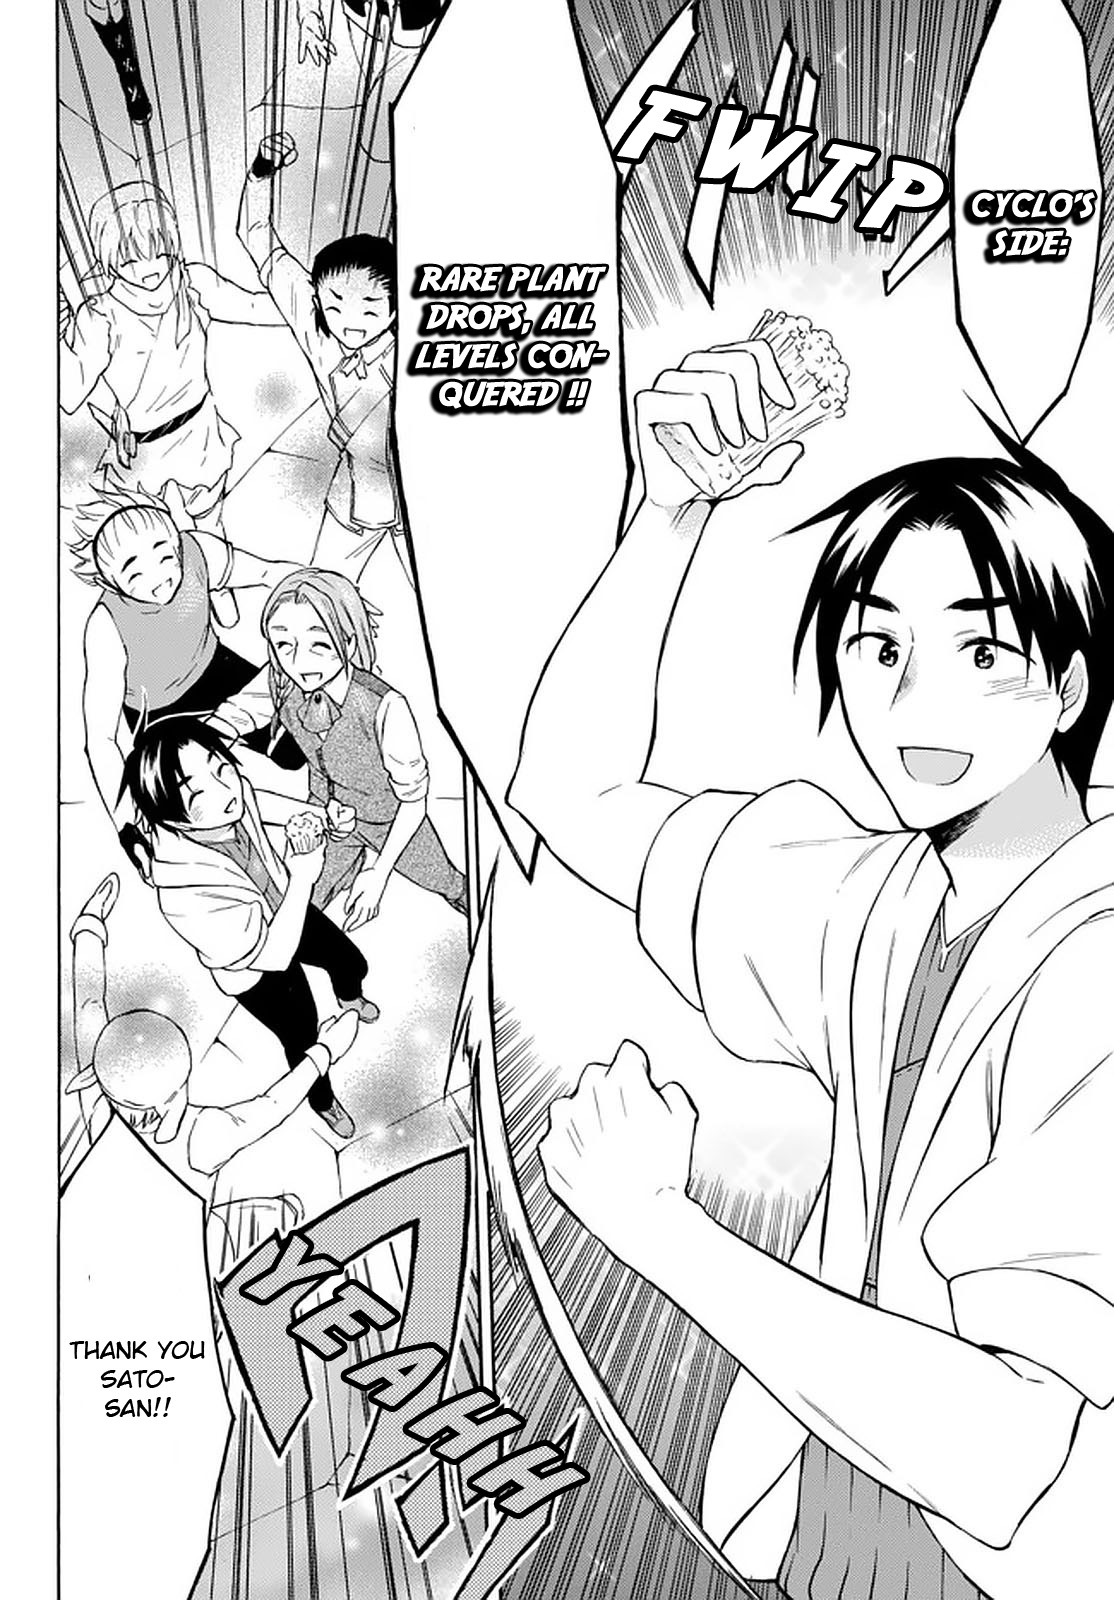 CYCLO'S
SIDE:
FWIP
RARE PLANT
DROPS, ALL
LEVELS CON-
QUERED !!
YEAHH
THANK YOU
SATO-
SAN!!